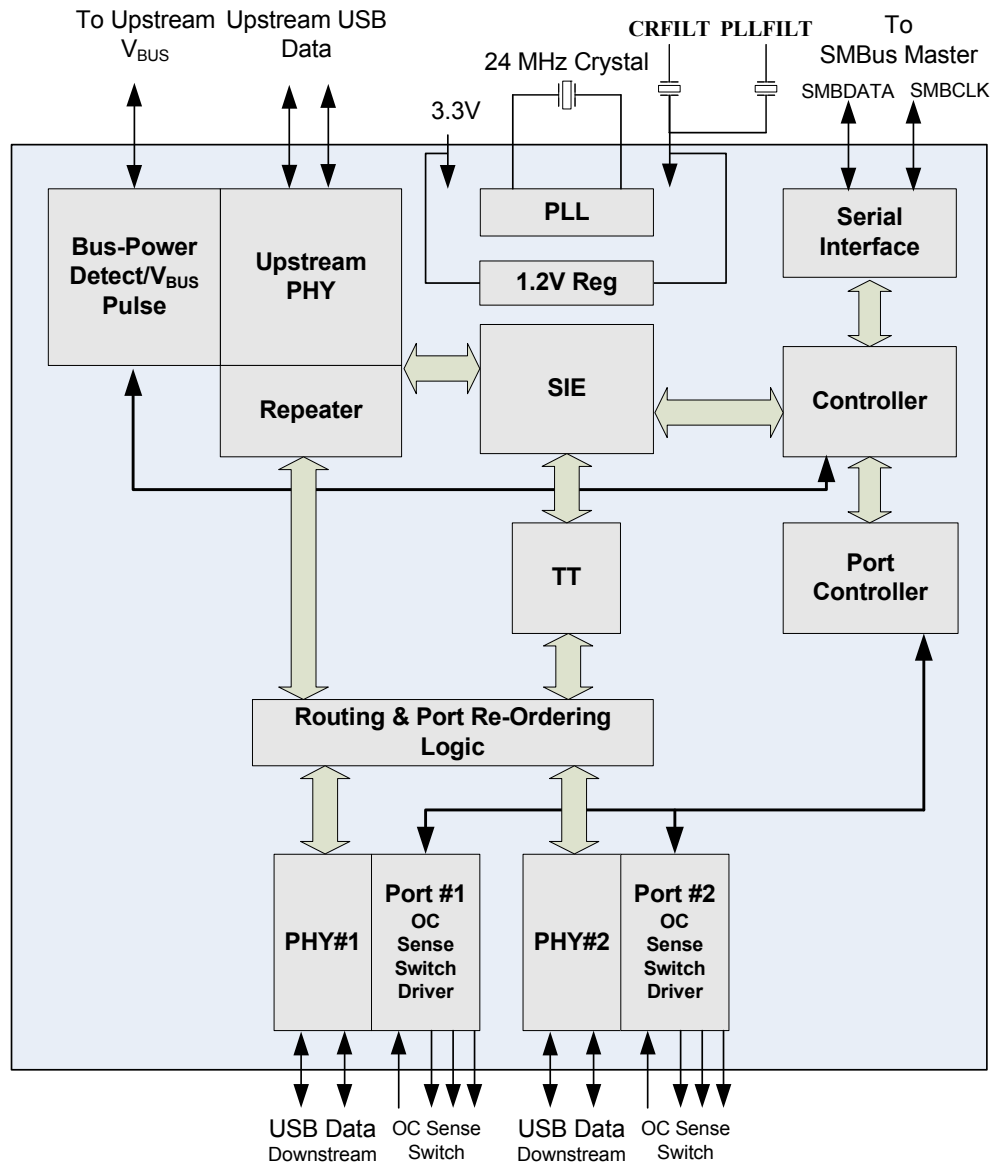 To Upstream
VBUS
Upstream USB
Data
3.3V
24 MHz Crystal
CRFILT PLLFILT
To
SMBus Master
SMBDATA SMBCLK
Bus-Power
Detect/VBUS
Pulse
Upstream
PHY
PLL
1.2V Reg
Serial
Interface
Repeater
SIE
Controller
TT
Port
Controller
Routing & Port Re-Ordering
Logic
PHY#1
Port #1
OC
Sense
Switch
Driver
PHY#2
Port #2
OC
Sense
Switch
Driver
USB Data
Downstream
OC Sense
Switch
USB Data
Downstream
OC Sense
Switch